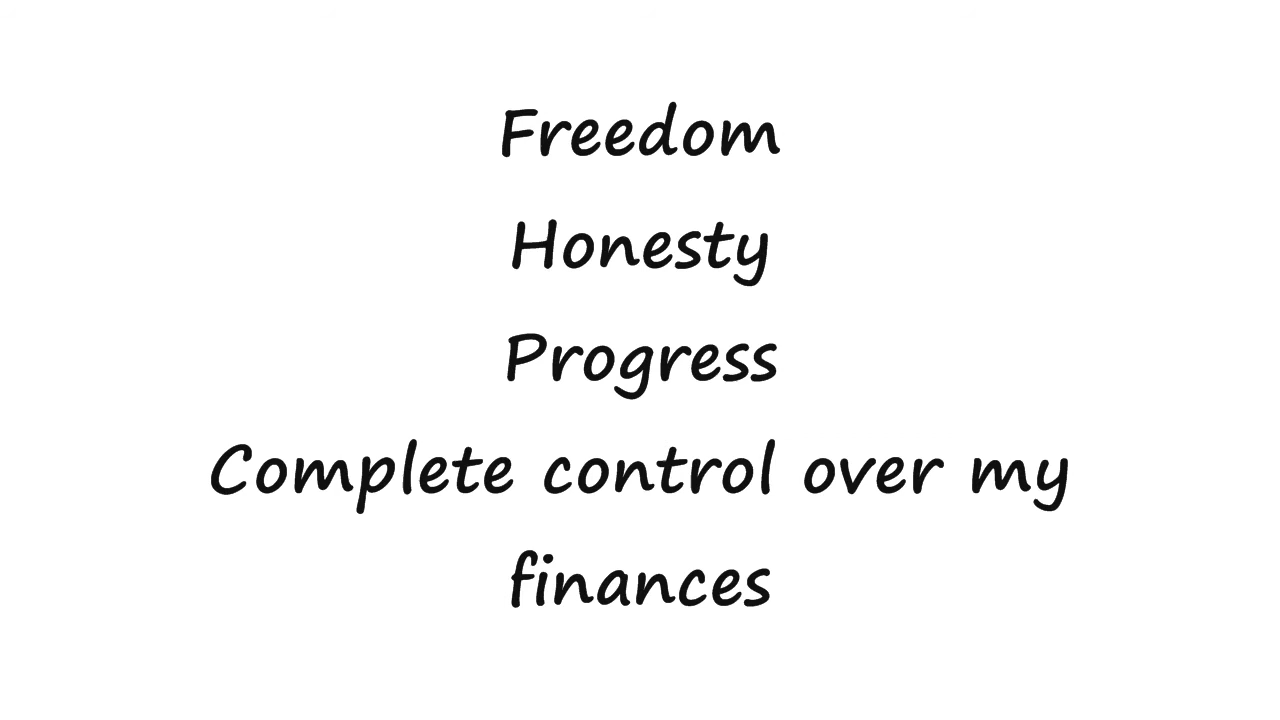 Freedom
Honesty
Progress
Complete control over my
finances